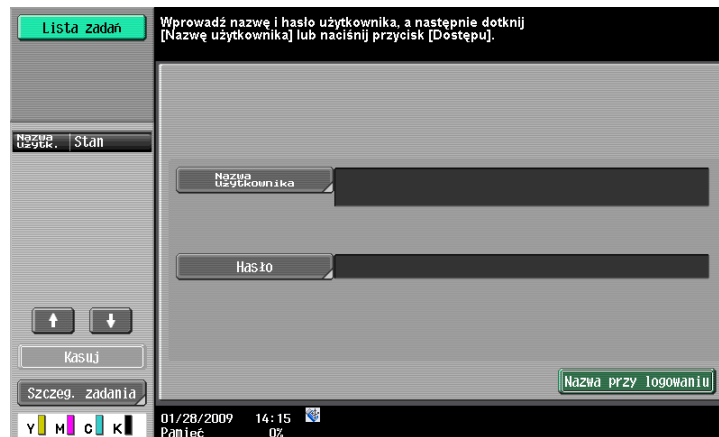 Lista zadań
Wprowadź nazwę i hasło użytkownika, a następnie dotknij
[Nazwę użytkownika] lub naciśnij przycisk [Dostępu].
Nazwa
użytk.
Stan
Nazwa
użytkownika
Hasło
Kasuj
Szczeg. zadania
Nazwa przy logowaniu
Y M C K
01/28/2009 14:15
Pamięć 0%